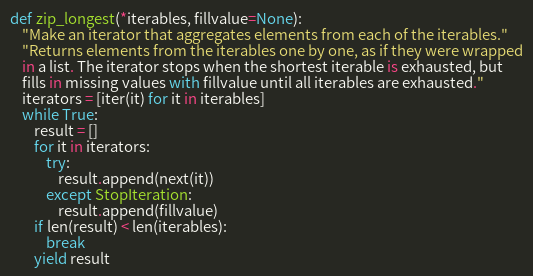 def zip_longest(*iterables, fillvalue=None):
    "Make an iterator that aggregates elements from each of the iterables."
    "Returns elements from the iterables one by one, as if they were wrapped
    in a list. The iterator stops when the shortest iterable is exhausted, but
    fills in missing values with fillvalue until all iterables are exhausted."
    iterators = [iter(it) for it in iterables]
    while True:
        result = []
        for it in iterators:
            try:
                result.append(next(it))
            except StopIteration:
                result.append(fillvalue)
        if len(result) < len(iterables):
            break
        yield result